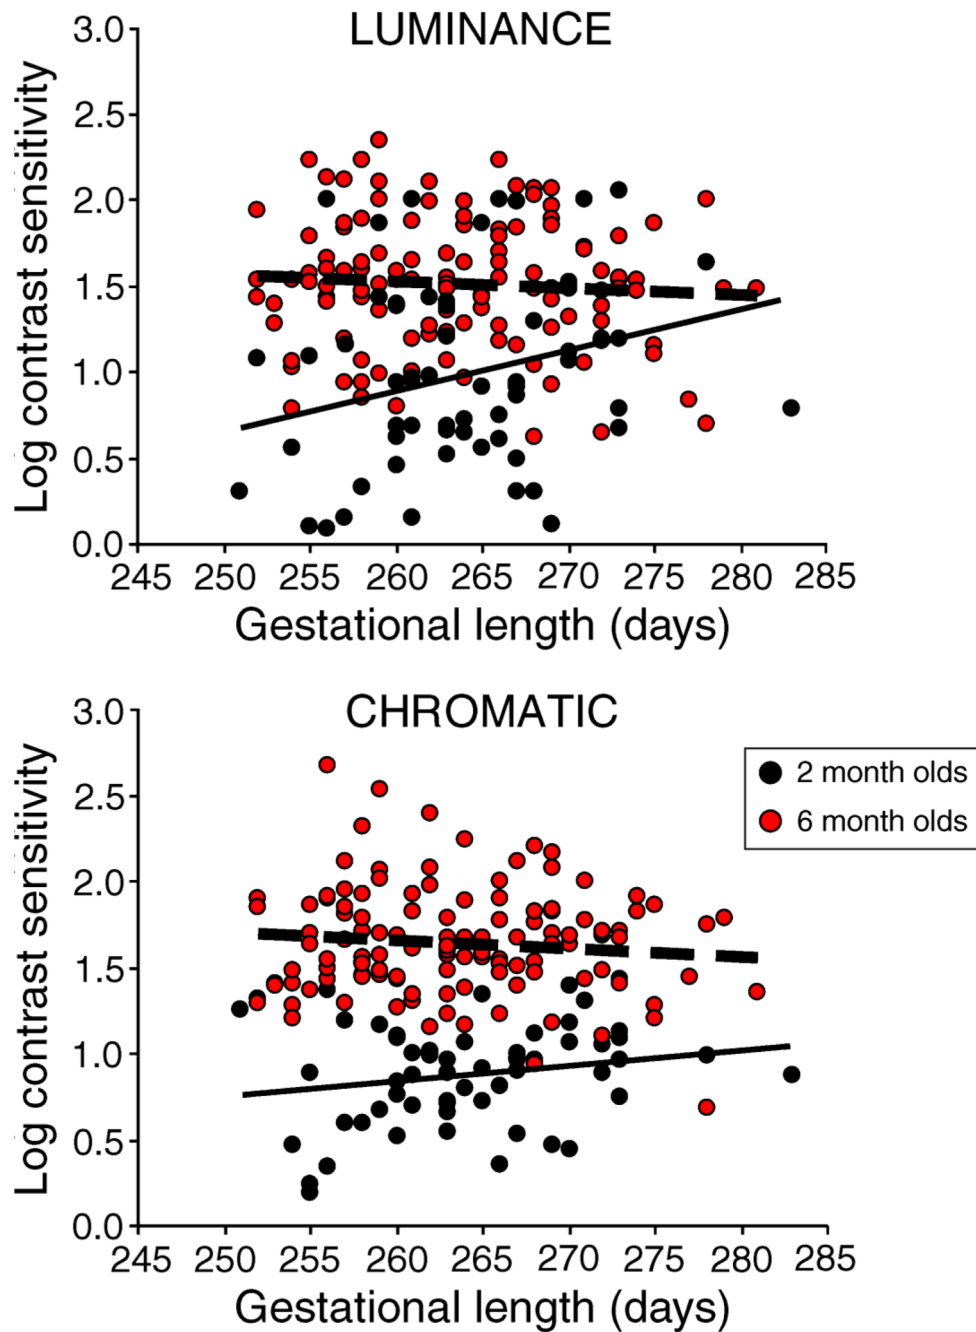 LUMINANCE
Log contrast sensitivity
3.0
2.5
2.0
1.5
1.0
0.5
0.0
245 250 255 260 265 270 275 280 285
Gestational length (days)
CHROMATIC
Log contrast sensitivity
3.0
2.5
2.0
1.5
1.0
0.5
0.0
2 month olds
6 month olds
245 250 255 260 265 270 275 280 285
Gestational length (days)